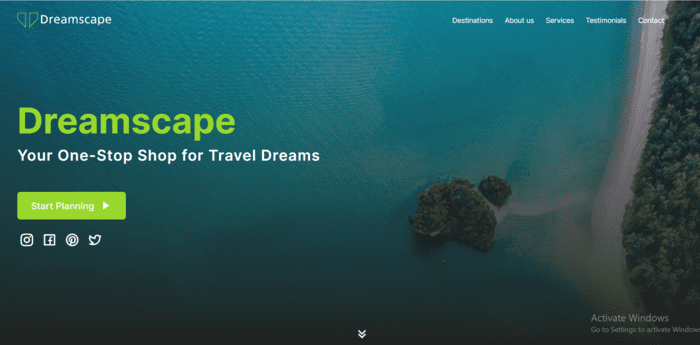 Dreamscape
Destinations About us Services Testimonials Contact
Dreamscape
Your One-Stop Shop for Travel Dreams
Start Planning
Activate Windows
Go to Settings to activate Windows